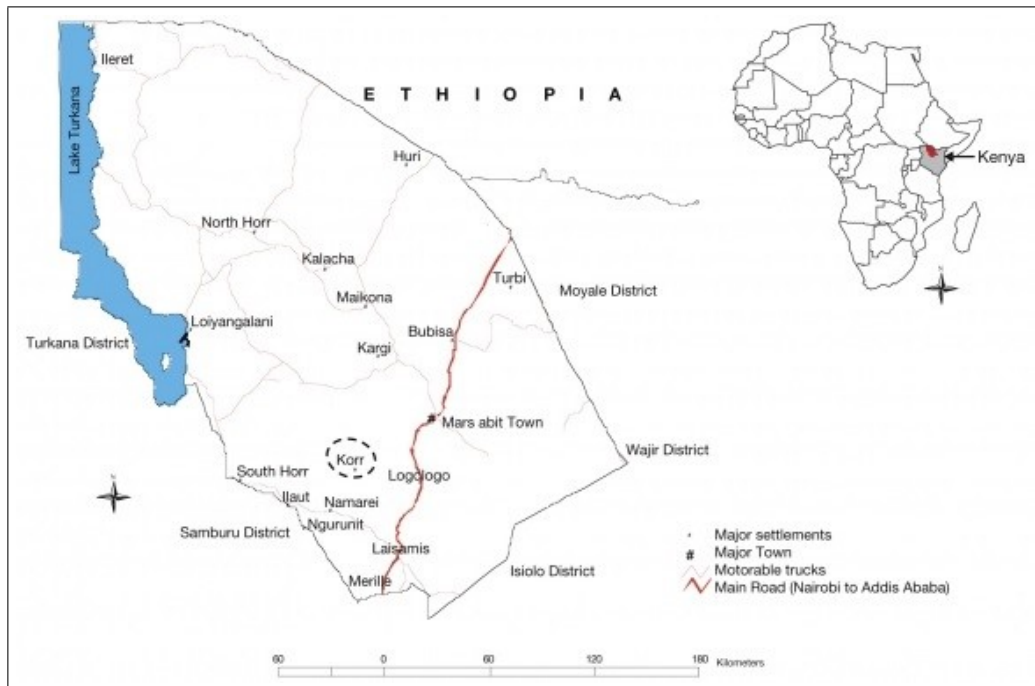 Ileret
ETHIOPIA
Lake Turkana
Huri
Kenya
North Horr
N
Kalacha
Turbi
Moyale District
Maikona
Loiyangalani
Bubisa
Turkana District
Kargi
Mars abit Town
Wajir District
Korr
N
South Horr
Logologo
Ilaut
Namarei
Samburu District
Ngurunit
Laisamis
Isiolo District
Merille
Major settlements
# Major Town
Motorable trucks
Main Road (Nairobi to Addis Ababa)
60 0 60 120 180 Kilometers